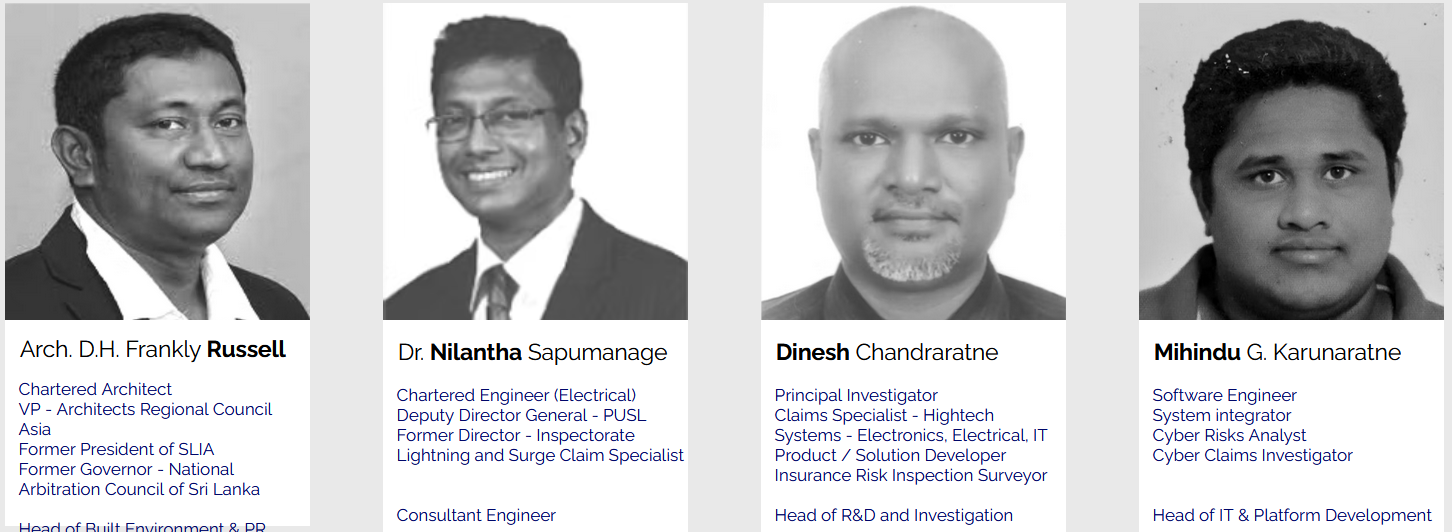 Arch. D.H. Frankly Russell
Chartered Architect
VP - Architects Regional Council
Asia
Former President of SLIA
Former Governor - National
Arbitration Council of Sri Lanka
Head of Built Environment & PR
Dr. Nilantha Sapumanage
Chartered Engineer (Electrical)
Deputy Director General - PUSL
Former Director - Inspectorate
Lightning and Surge Claim Specialist
Consultant Engineer
Dinesh Chandraratne
Principal Investigator
Claims Specialist - Hightech
Systems - Electronics, Electrical, IT
Product / Solution Developer
Insurance Risk Inspection Surveyor
Head of R&D and Investigation
Mihindu G. Karunaratne
Software Engineer
System integrator
Cyber Risks Analyst
Cyber Claims Investigator
Head of IT & Platform Development